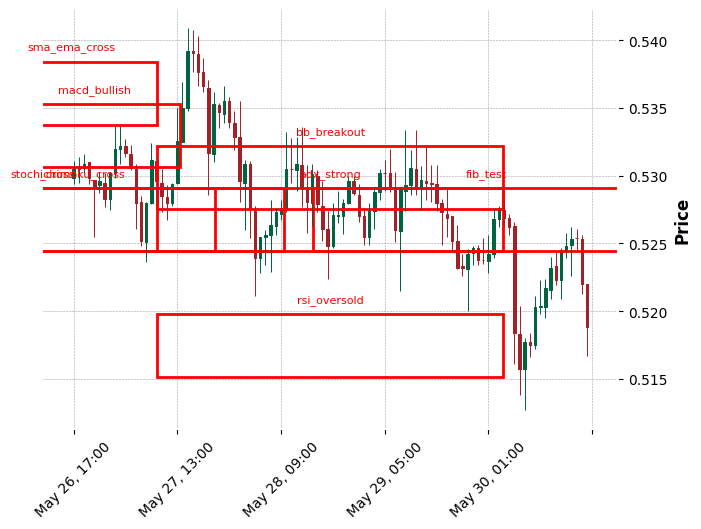 sma_ema_cross
macd_bullish
bb_breakout
fib_test
rsi_oversold
0.540
0.535
0.530
0.525
0.520
0.515
Price
May 26, 17:00
May 27, 13:00
May 28, 09:00
May 29, 05:00
May 30, 01:00